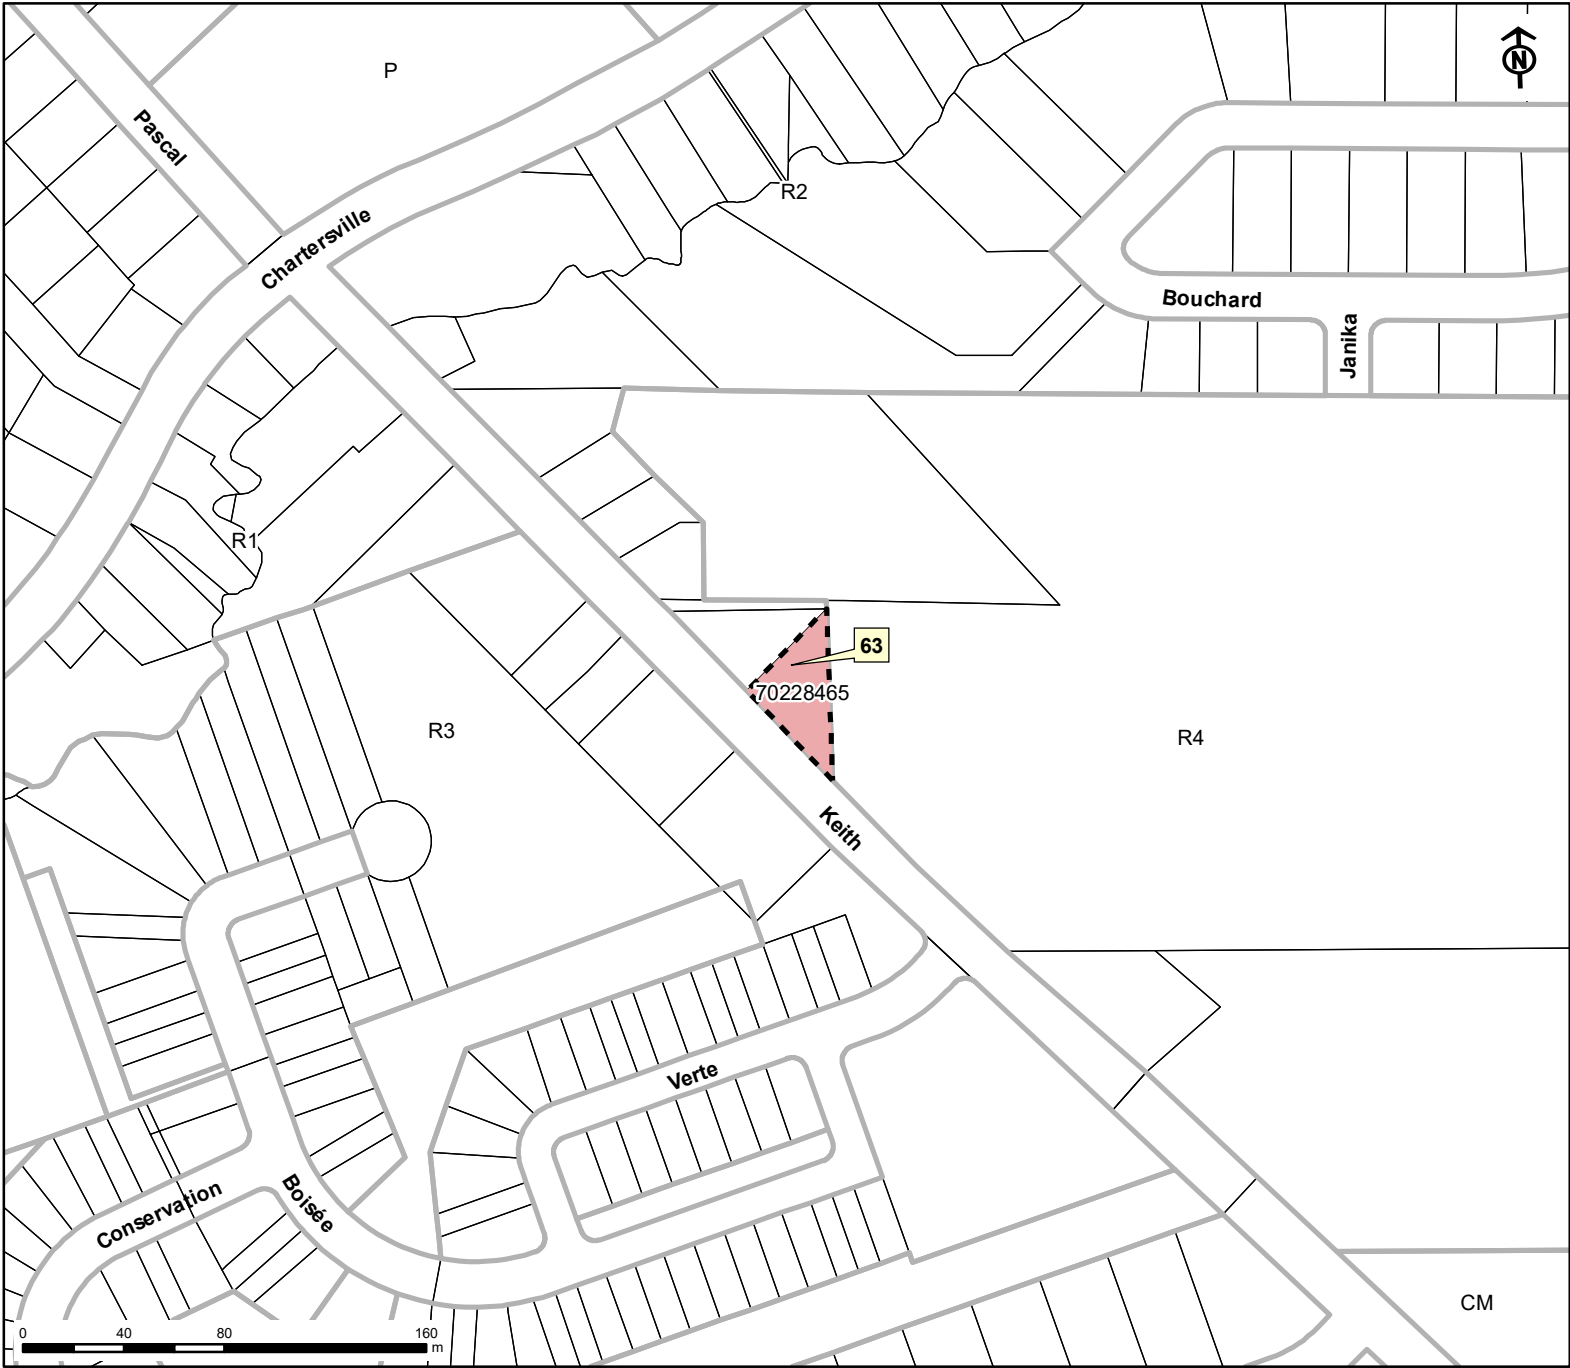 P
N
Pascal
R2
Chartersville
Bouchard
Janika
R1
63
70228465
R3
R4
Keith
Verte
Conservation
Boisée
CM
0 40 80 160
m